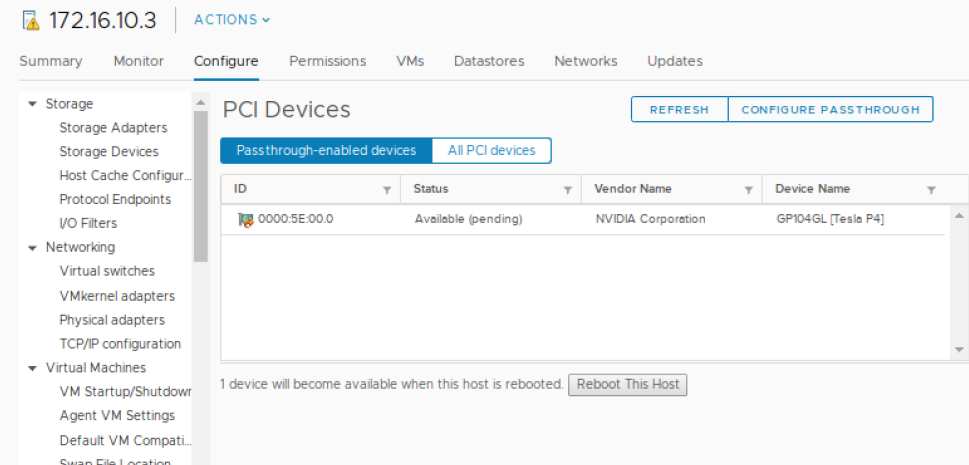 172.16.10.3 ACTIONS
Summary Monitor Configure Permissions VMs Datastores Networks Updates
Storage
Storage Adapters
Storage Devices
Host Cache Configur...
Protocol Endpoints
I/O Filters
Networking
Virtual switches
VMkernel adapters
Physical adapters
TCP/IP configuration
Virtual Machines
VM Startup/Shutdown
Agent VM Settings
Default VM Compati...
Swap File Location
PCI Devices
REFRESH CONFIGURE PASSTHROUGH
Passthrough-enabled devices All PCI devices
ID Status Vendor Name Device Name
0000:5E:00.0 Available (pending) NVIDIA Corporation GP104GL [Tesla P4]
1 device will become available when this host is rebooted. Reboot This Host